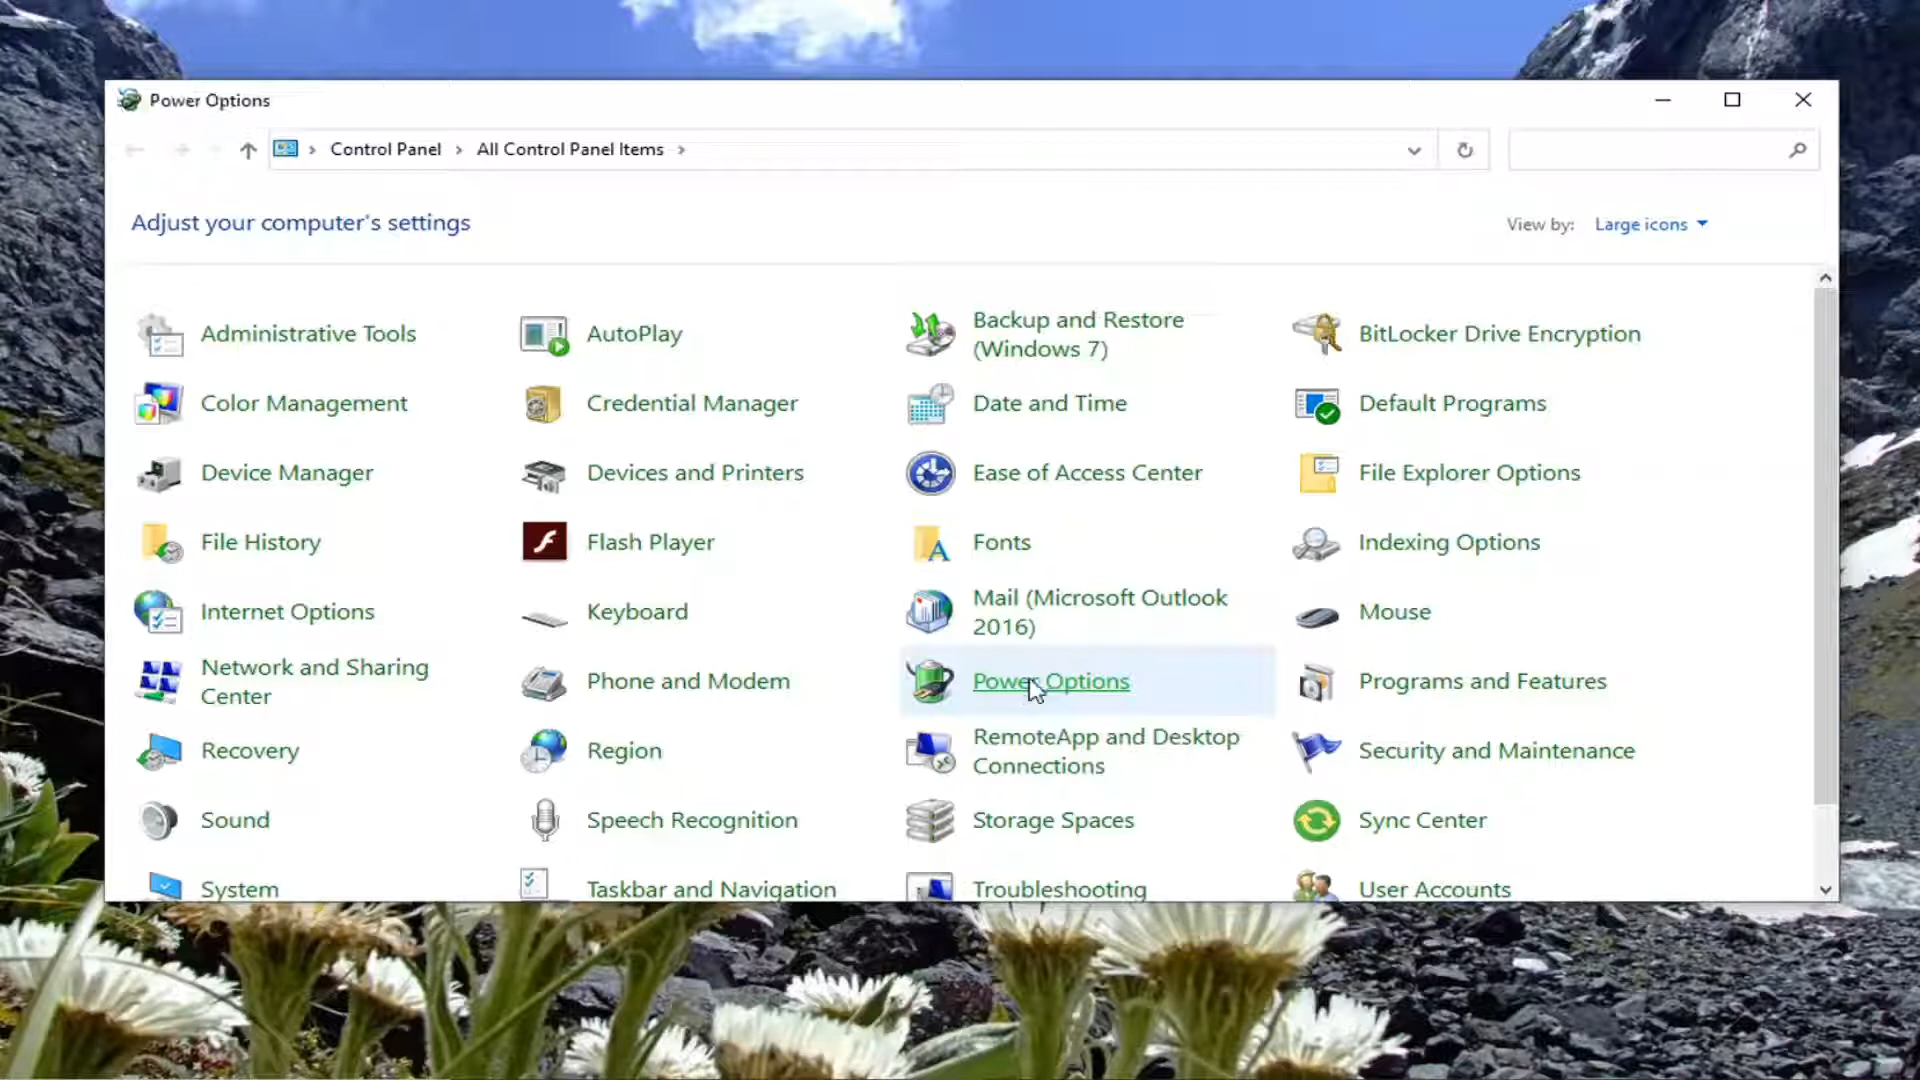 Power Options
Control Panel
All Control Panel Items
Adjust your computer's settings
View by:
Large icons
Administrative Tools
AutoPlay
Backup and Restore
(Windows 7)
BitLocker Drive Encryption
Color Management
Credential Manager
Date and Time
Default Programs
Device Manager
Devices and Printers
Ease of Access Center
File Explorer Options
File History
Flash Player
Fonts
Indexing Options
Internet Options
Keyboard
Mail (Microsoft Outlook
2016)
Mouse
Network and Sharing
Center
Phone and Modem
Power Options
Programs and Features
Recovery
Region
RemoteApp and Desktop
Connections
Security and Maintenance
Sound
Speech Recognition
Storage Spaces
Sync Center
System
Taskbar and Navigation
Troubleshooting
User Accounts